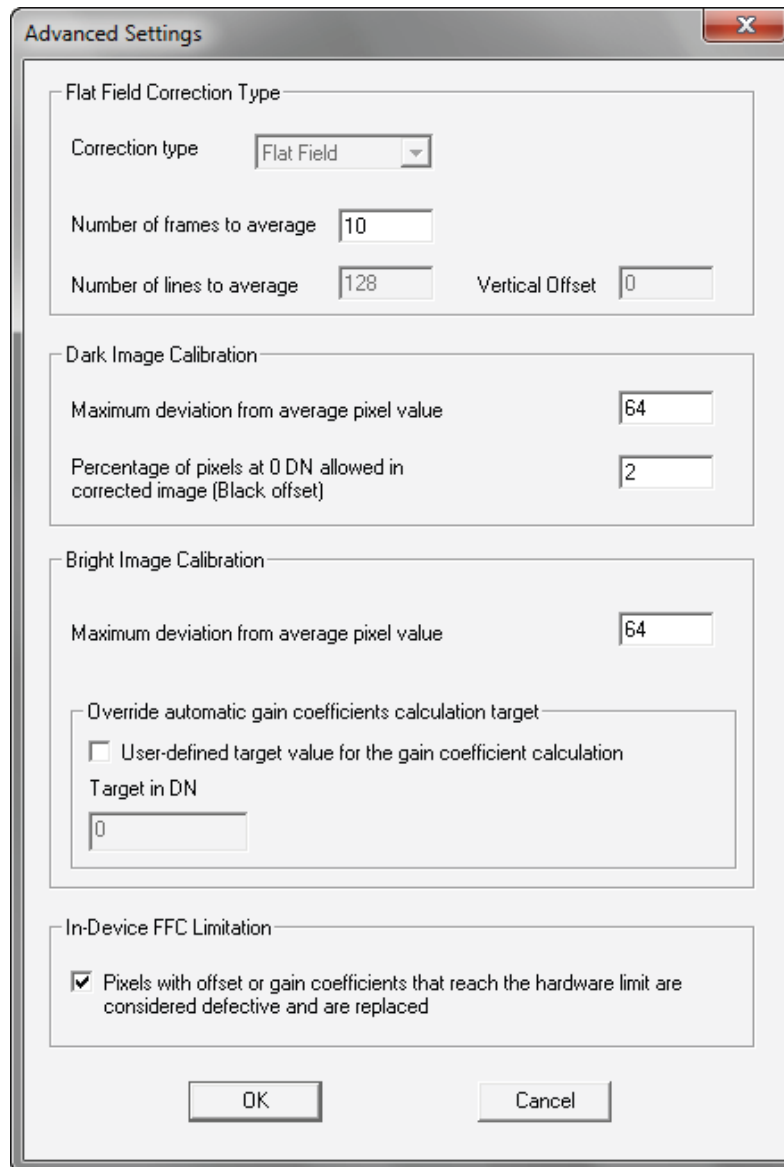 Advanced Settings
Flat Field Correction Type
Correction type
Flat Field
Number of frames to average
10
Number of lines to average
128
Vertical Offset
0
Dark Image Calibration
Maximum deviation from average pixel value
64
Percentage of pixels at 0 DN allowed in
corrected image (Black offset)
2
Bright Image Calibration
Maximum deviation from average pixel value
64
Override automatic gain coefficients calculation target
User-defined target value for the gain coefficient calculation
Target in DN
0
In-Device FFC Limitation
Pixels with offset or gain coefficients that reach the hardware limit are
considered defective and are replaced
OK
Cancel